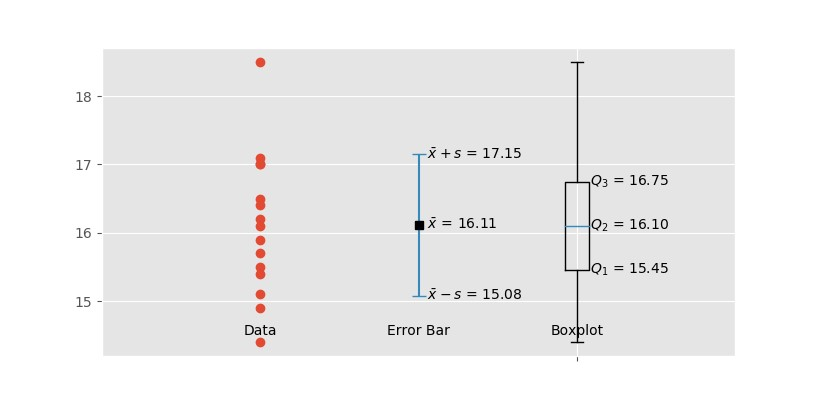 18
17
16
15
x̄ + s = 17.15
x̄ = 16.11
x̄ − s = 15.08
Q₃ = 16.75
Q₂ = 16.10
Q₁ = 15.45
Data
Error Bar
Boxplot